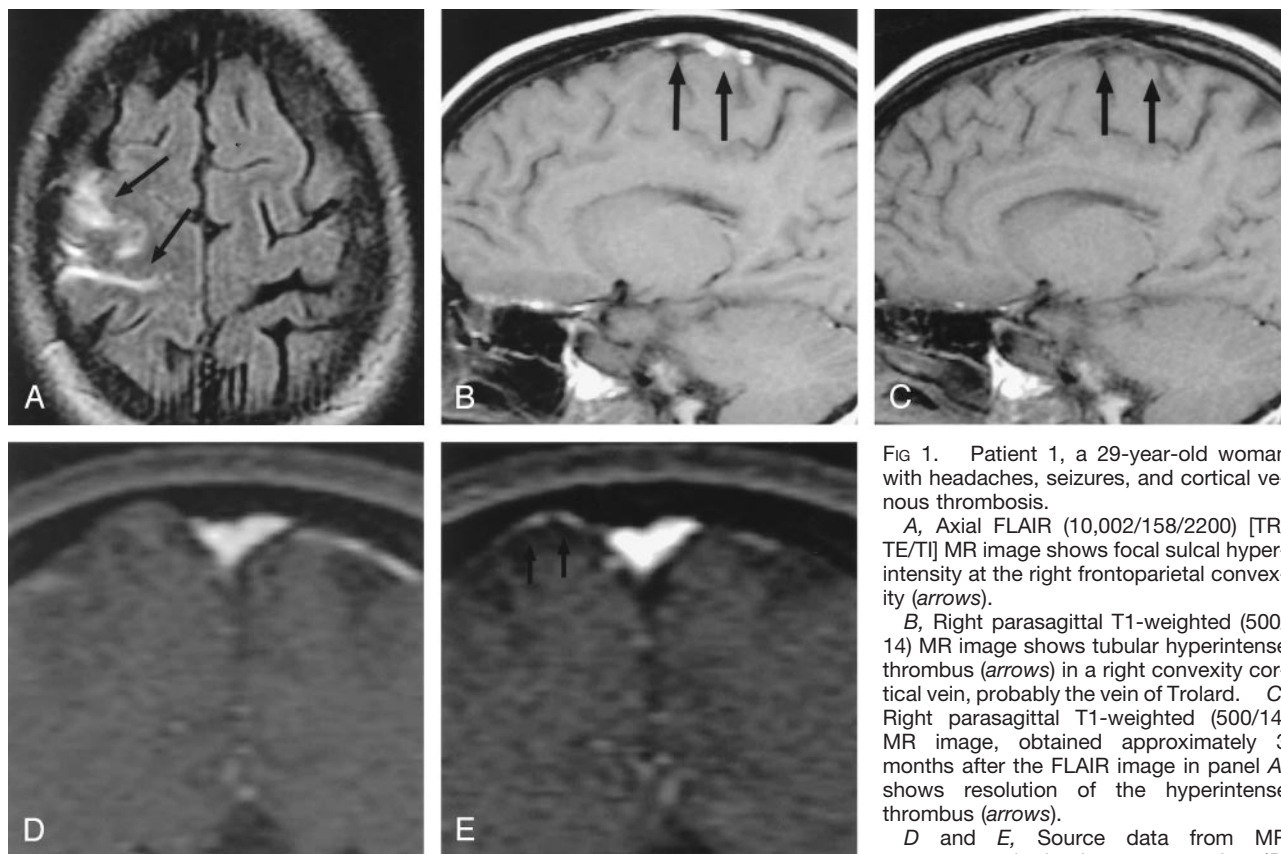 A
B
C
D
E
FIG 1. Patient 1, a 29-year-old woman
with headaches, seizures, and cortical ve-
nous thrombosis.
A, Axial FLAIR (10,002/158/2200) [TR/
TE/TI] MR image shows focal sulcal hyper-
intensity at the right frontoparietal convex-
ity (arrows).
B, Right parasagittal T1-weighted (500/
14) MR image shows tubular hyperintense
thrombus (arrows) in a right convexity cor-
tical vein, probably the vein of Trolard. C,
Right parasagittal T1-weighted (500/14)
MR image, obtained approximately 3
months after the FLAIR image in panel A,
shows resolution of the hyperintense
thrombus (arrows).
D and E, Source data from MR